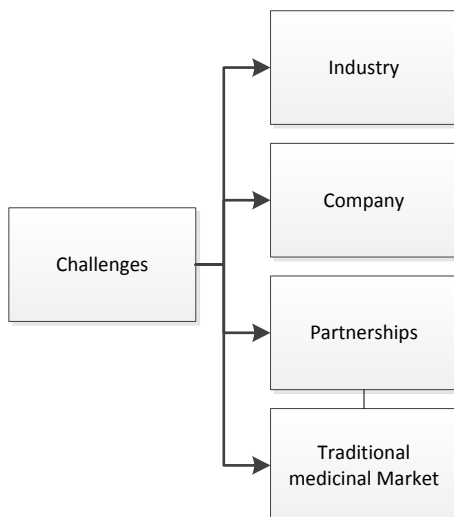 Industry
Company
Challenges
Partnerships
Traditional
medicinal Market